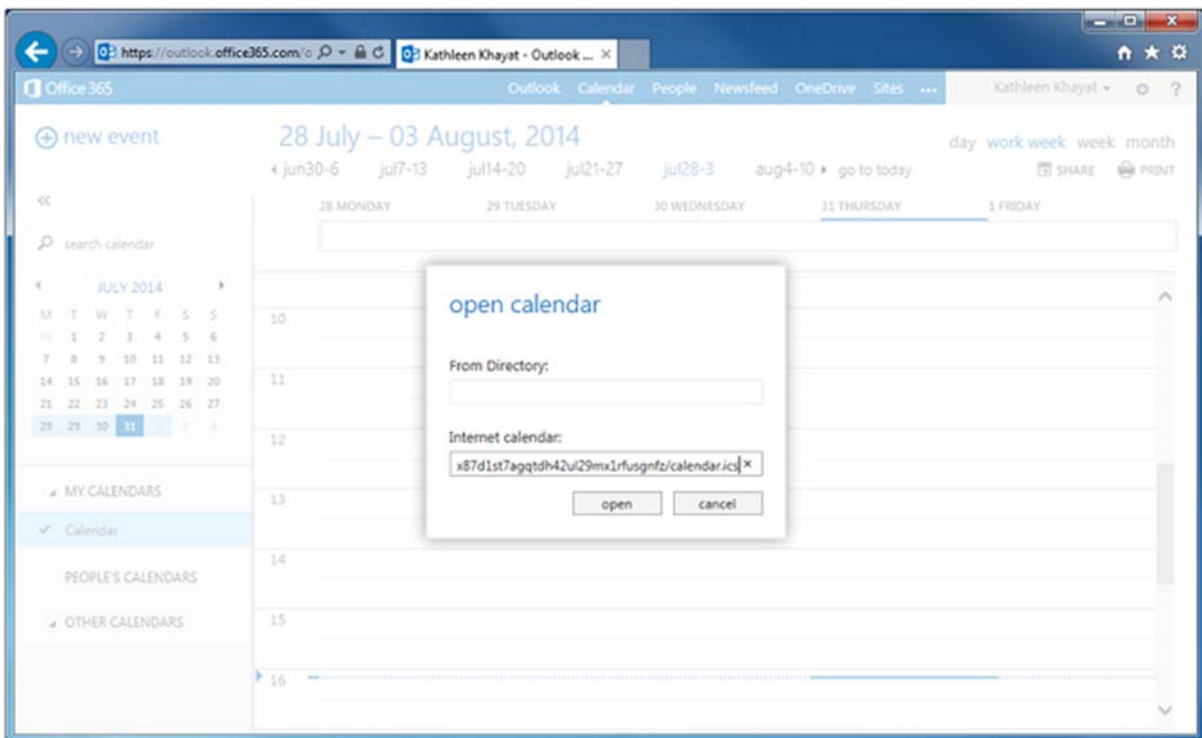 https://outlook.office365.com/o
Kathleen Khayat - Outlook ...
Office 365
Outlook Calendar People Newsfeed OneDrive Sites ...
Kathleen Khayat
?
new event
28 July – 03 August, 2014
day work week week month
jun30-6 jul7-13 jul14-20 jul21-27 jul28-3 aug4-10 go to today
SHARE PRINT
28 MONDAY 29 TUESDAY 30 WEDNESDAY 31 THURSDAY 1 FRIDAY
search calendar
JULY 2014
M T W T F S S
30 1 2 3 4 5 6
7 8 9 10 11 12 13
14 15 16 17 18 19 20
21 22 23 24 25 26 27
28 29 30 31 1 2 3
MY CALENDARS
Calendar
PEOPLE'S CALENDARS
OTHER CALENDARS
10
11
12
13
14
15
16
open calendar
From Directory:
Internet calendar:
x87d1st7agqtdh42ul29mx1rfusgnfz/calendar.ics
open cancel